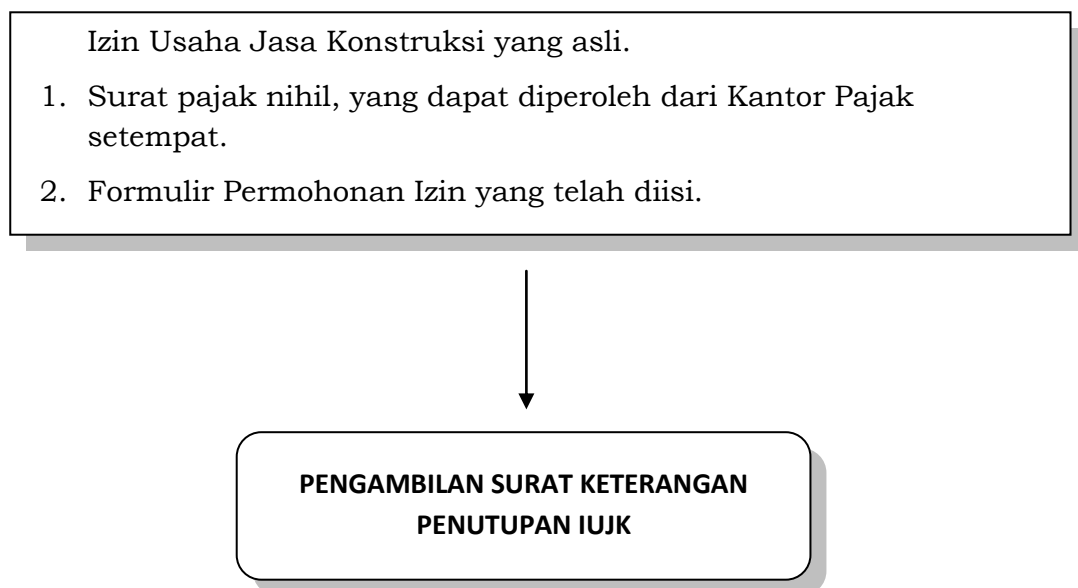 Izin Usaha Jasa Konstruksi yang asli.
1. Surat pajak nihil, yang dapat diperoleh dari Kantor Pajak
setempat.
2. Formulir Permohonan Izin yang telah diisi.
PENGAMBILAN SURAT KETERANGAN
PENUTUPAN IUJK